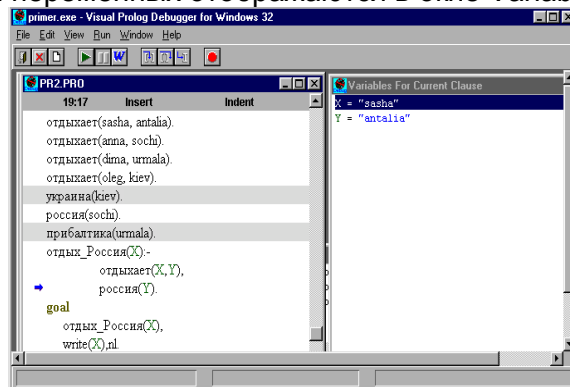 переменных отображаются в окне Variab
primer.exe - Visual Prolog Debugger for Windows 32
File Edit View Run Window Help
PR2.PRO
19:17 Insert Indent
отдыхает(sasha, antalia).
отдыхает(anna, sochi).
отдыхает(dima, urmala).
отдыхает(oleg, kiev).
украина(kiev).
россия(sochi).
прибалтика(urmala).
отдых_Россия(X):-
отдыхает(X,Y),
россия(Y).
goal
отдых_Россия(X),
write(X),nl.
Variables For Current Clause
X = "sasha"
Y = "antalia"